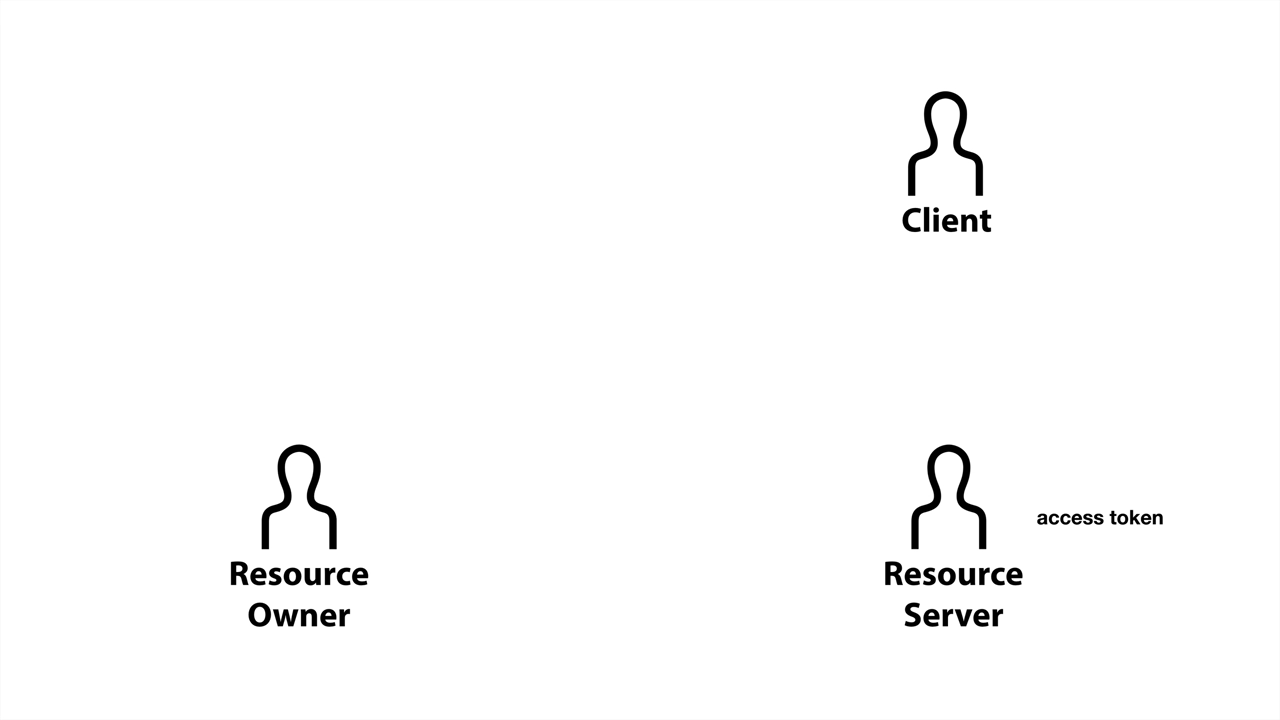 Client
Resource
Owner
Resource
Server
access token